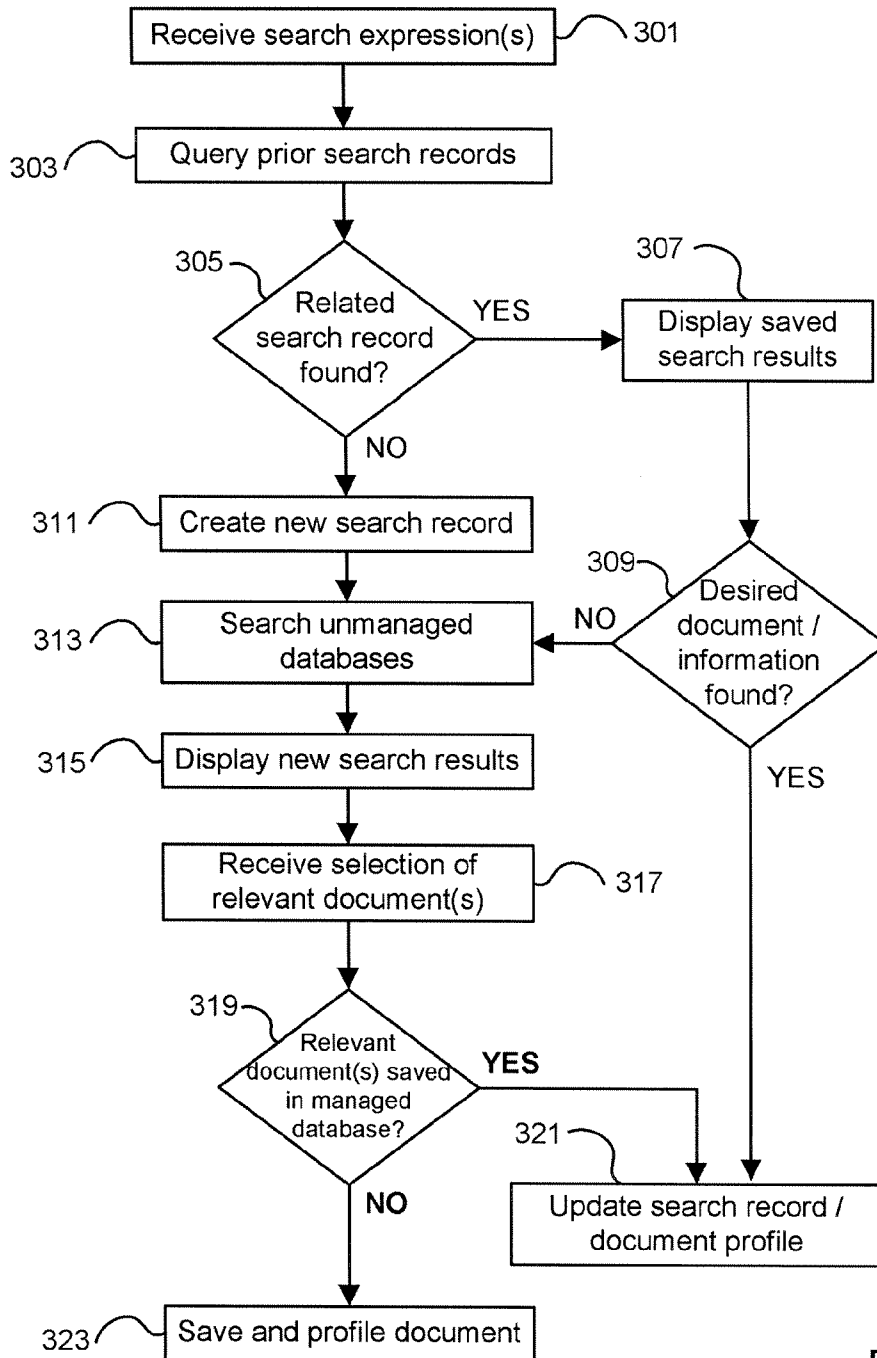 Receive search expression(s)
301
303
Query prior search records
305
Related
search record
found?
YES
307
Display saved
search results
NO
311
Create new search record
309
Desired
document /
information
found?
NO
313
Search unmanaged
databases
315
Display new search results
YES
Receive selection of
relevant document(s)
317
319
Relevant
document(s) saved
in managed
database?
YES
321
Update search record /
document profile
NO
323
Save and profile document